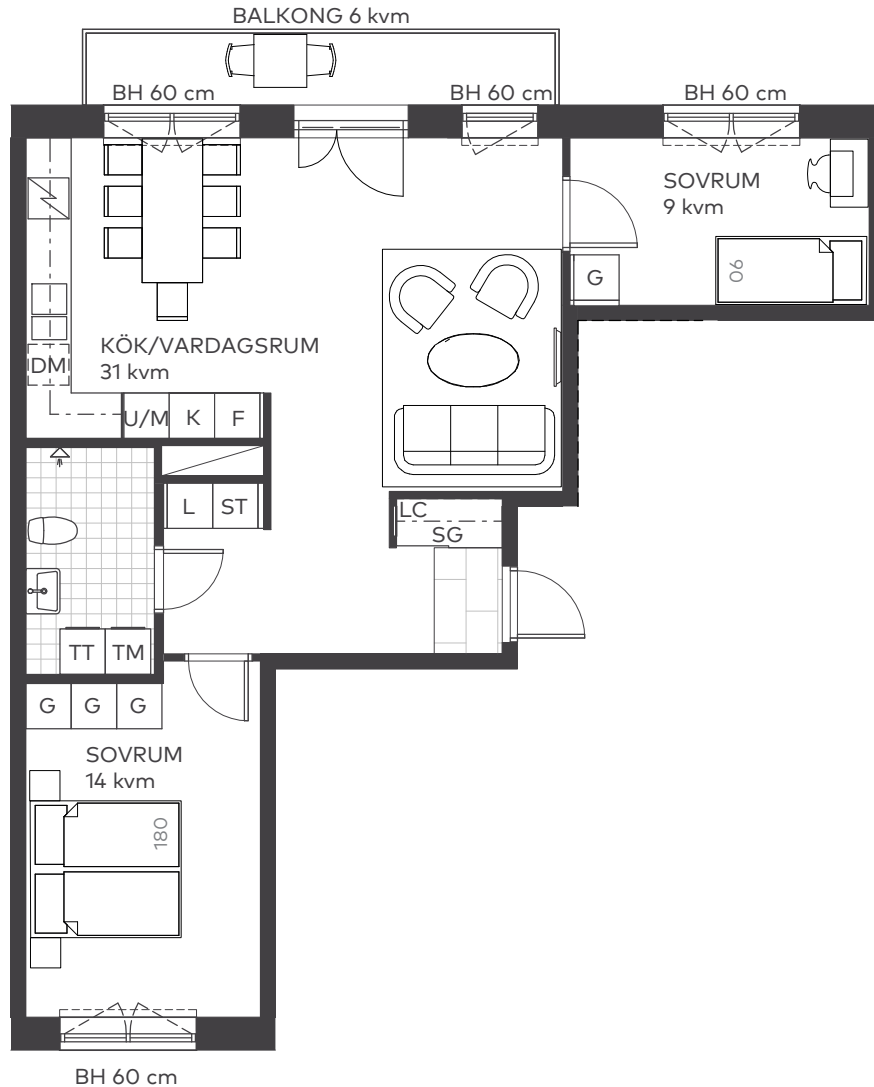 BALKONG 6 kvm
BH 60 cm
BH 60 cm
BH 60 cm
SOVRUM
9 kvm
90
G
KÖK/VARDAGSRUM
31 kvm
DM
U/M
K
F
L
ST
LC
SG
TT
TM
G
G
G
SOVRUM
14 kvm
180
BH 60 cm